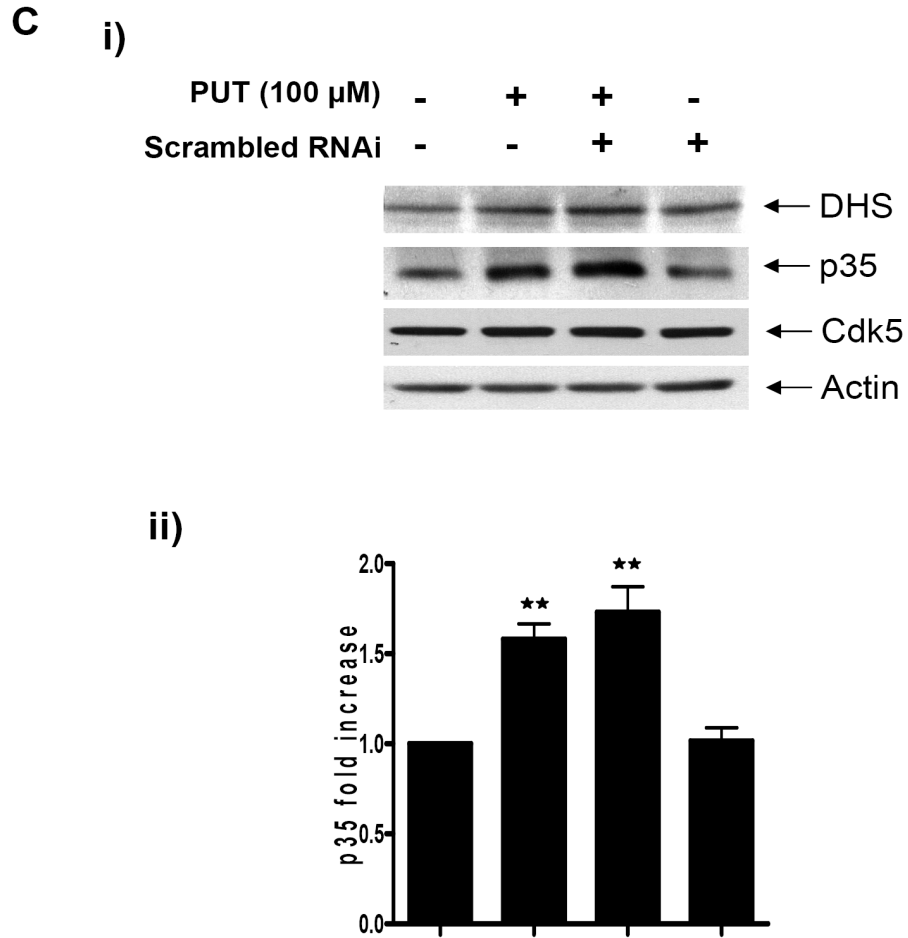 C
i)
PUT (100 µM) - + + -
Scrambled RNAi - - + +
DHS
p35
Cdk5
Actin
ii)
p35 fold increase
2.0
1.5
1.0
0.5
0.0
★★
★★